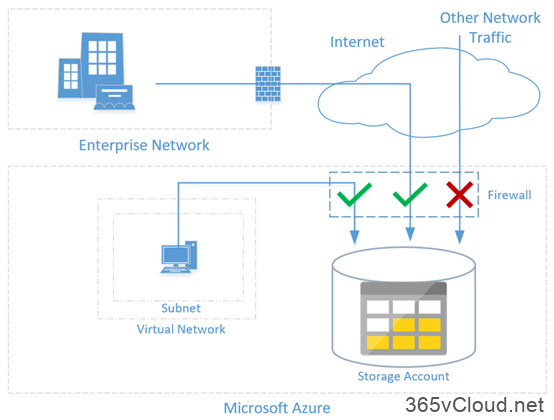 Other Network
Traffic
Internet
Enterprise Network
Firewall
Subnet
Virtual Network
Storage Account
Microsoft Azure
365vCloud.net